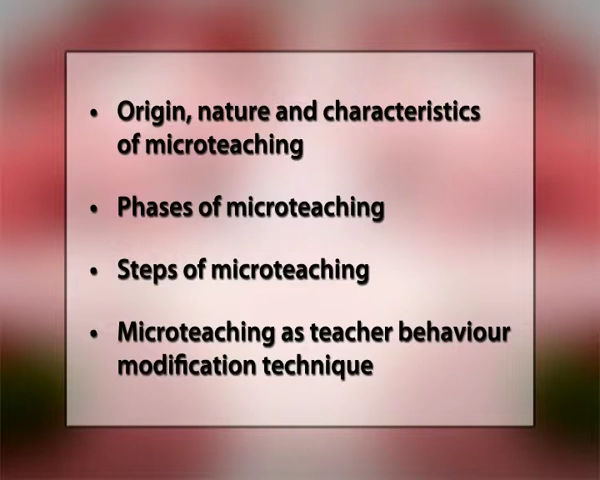 • Origin, nature and characteristics
of microteaching
• Phases of microteaching
• Steps of microteaching
• Microteaching as teacher behaviour
modification technique